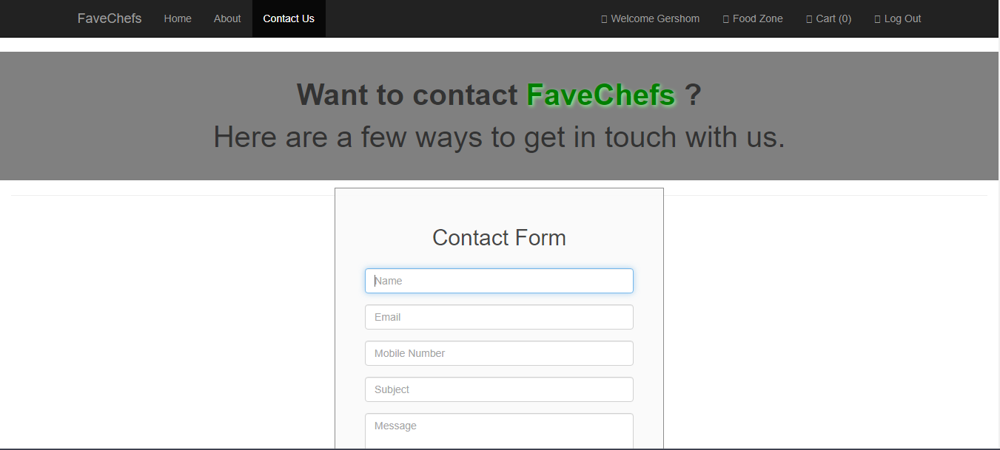 FaveChefs Home About Contact Us Welcome Gershom Food Zone Cart (0) Log Out
Want to contact FaveChefs ?
Here are a few ways to get in touch with us.
Contact Form
Name
Email
Mobile Number
Subject
Message